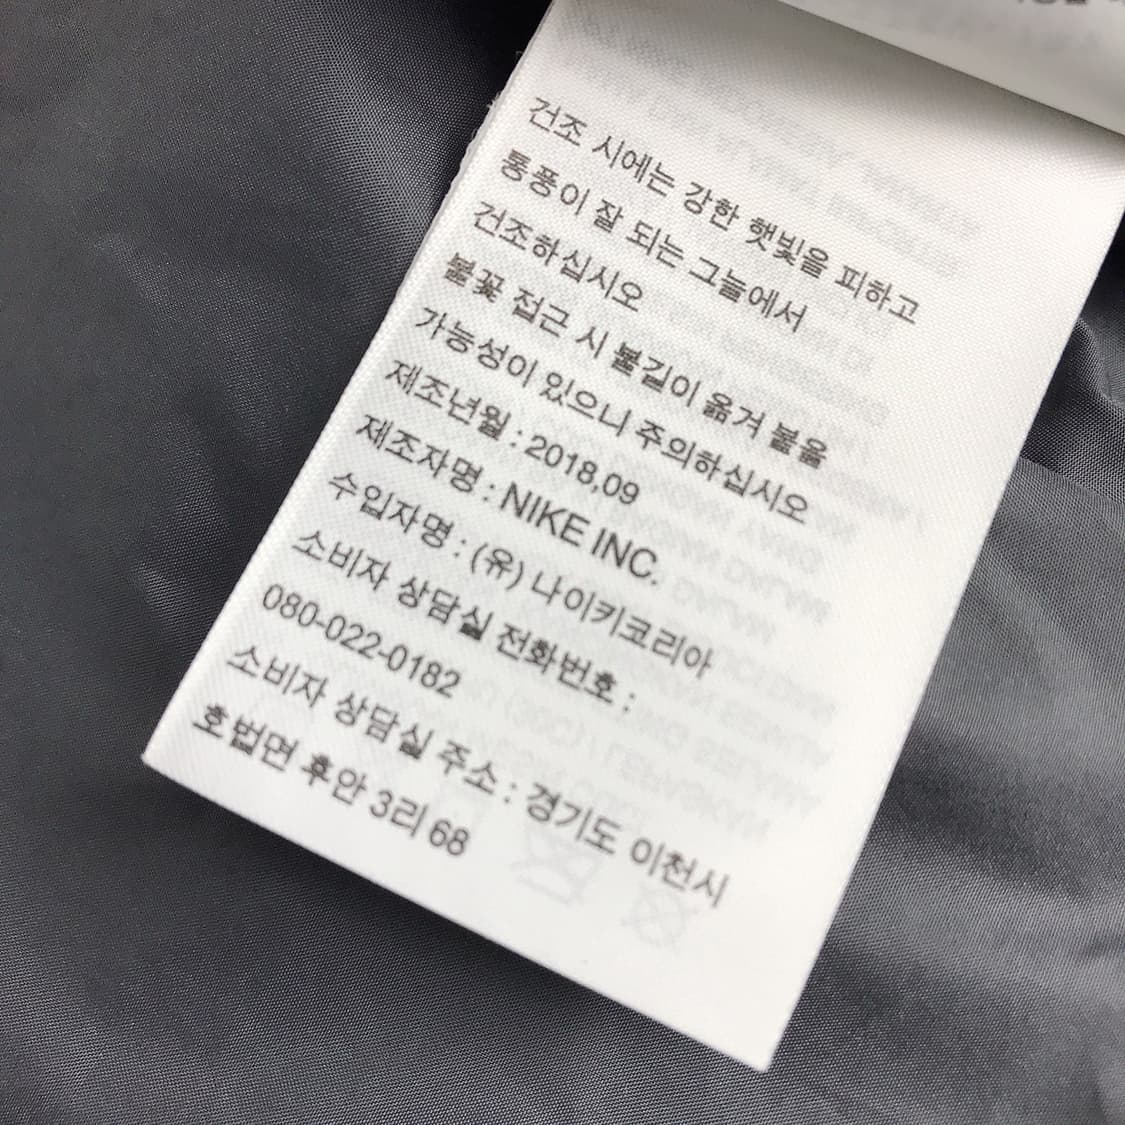 건조 시에는 강한 햇빛을 피하고
통풍이 잘 되는 그늘에서
건조하십시오
불꽃 접근 시 불길이 옮겨 붙을
가능성이 있으니 주의하십시오
제조년월 : 2018,09
제조자명 : NIKE INC.
수입자명 : (유) 나이키코리아
소비자 상담실 전화번호 :
080-022-0182
소비자 상담실 주소 : 경기도 이천시
호법면 후안 3리 68